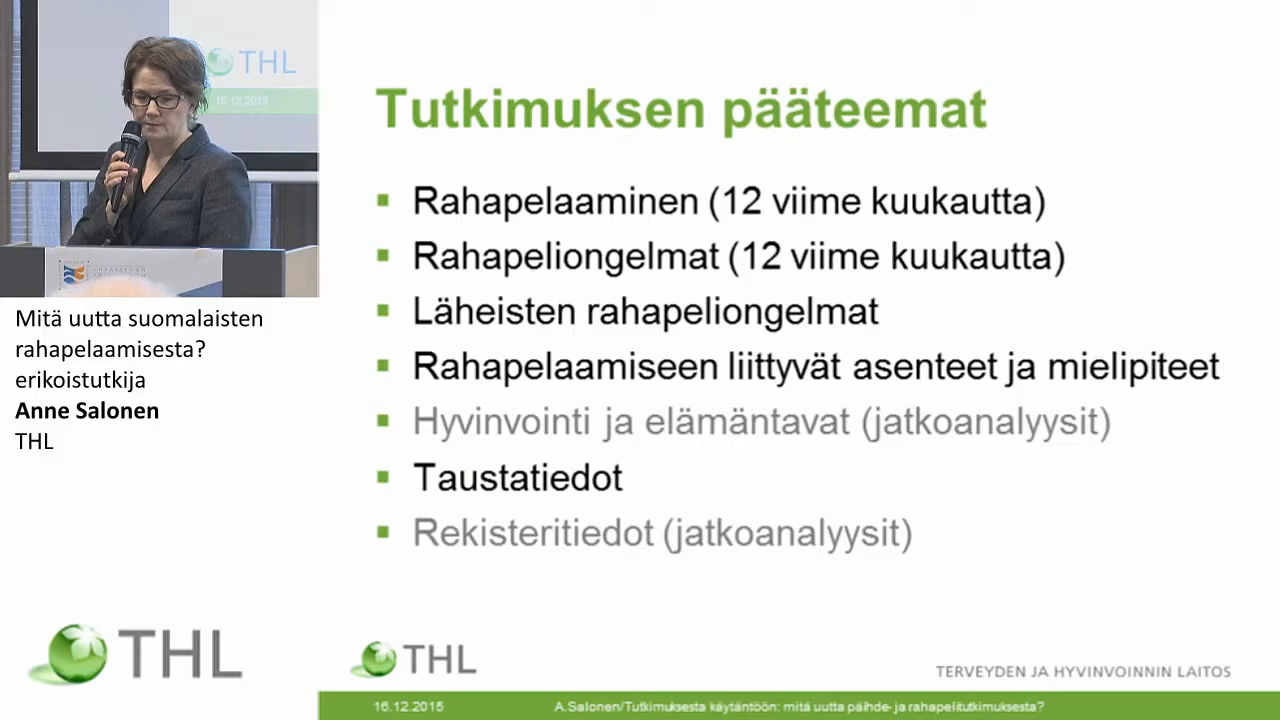 THL
16.12.2015
Mitä uutta suomalaisten
rahapelaamisesta?
erikoistutkija
Anne Salonen
THL
THL
Tutkimuksen pääteemat
Rahapelaaminen (12 viime kuukautta)
Rahapeliongelmat (12 viime kuukautta)
Läheisten rahapeliongelmat
Rahapelaamiseen liittyvät asenteet ja mielipiteet
Hyvinvointi ja elämäntavat (jatkoanalyysit)
Taustatiedot
Rekisteritiedot (jatkoanalyysit)
THL
TERVEYDEN JA HYVINVOINNIN LAITOS
16.12.2015
A.Salonen/Tutkimuksesta käytäntöön: mitä uutta päihde- ja rahapelitutkimuksesta?